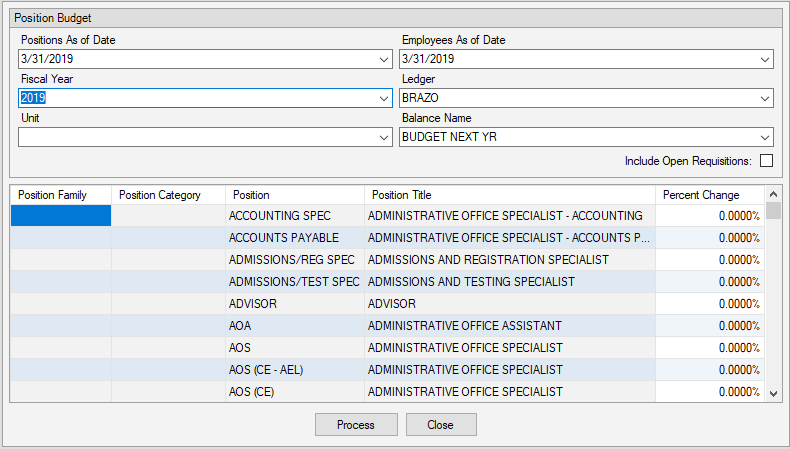 Position Budget
Positions As of Date Employees As of Date
3/31/2019 3/31/2019
Fiscal Year Ledger
2019 BRAZO
Unit Balance Name
BUDGET NEXT YR
Include Open Requisitions:
Position Family Position Category Position Position Title Percent Change
ACCOUNTING SPEC ADMINISTRATIVE OFFICE SPECIALIST - ACCOUNTING 0.0000%
ACCOUNTS PAYABLE ADMINISTRATIVE OFFICE SPECIALIST - ACCOUNTS P... 0.0000%
ADMISSIONS/REG SPEC ADMISSIONS AND REGISTRATION SPECIALIST 0.0000%
ADMISSIONS/TEST SPEC ADMISSIONS AND TESTING SPECIALIST 0.0000%
ADVISOR ADVISOR 0.0000%
AOA ADMINISTRATIVE OFFICE ASSISTANT 0.0000%
AOS ADMINISTRATIVE OFFICE SPECIALIST 0.0000%
AOS (CE - AEL) ADMINISTRATIVE OFFICE SPECIALIST 0.0000%
AOS (CE) ADMINISTRATIVE OFFICE SPECIALIST 0.0000%
Process Close